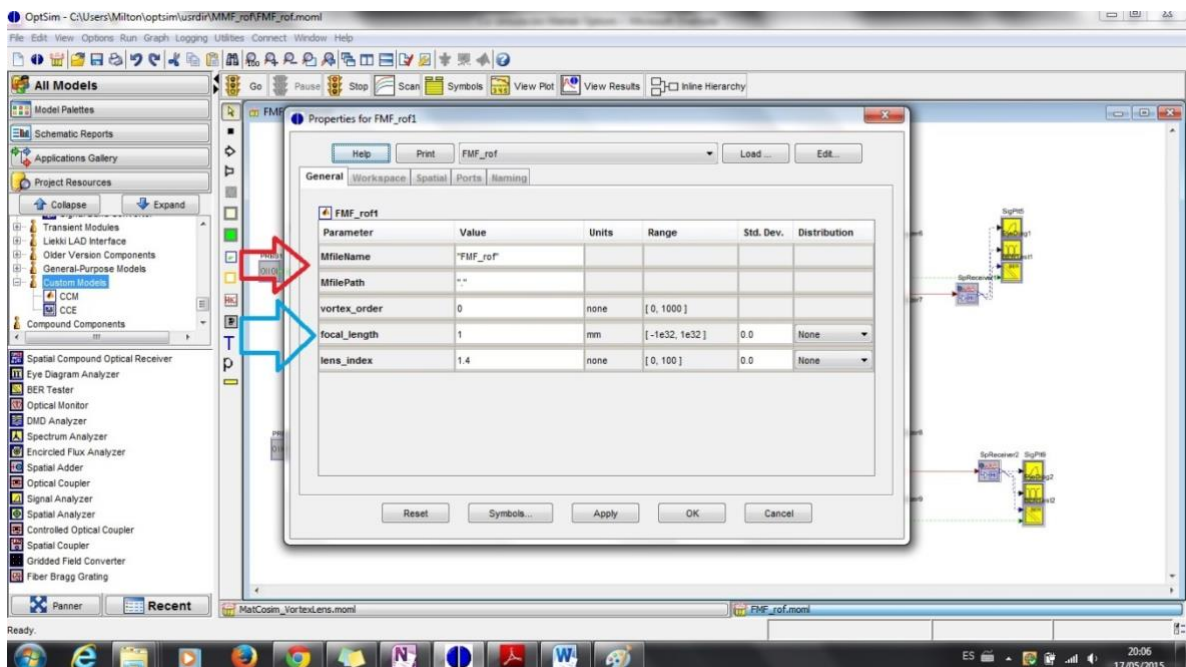 OptSim - C:\Users\Milton\optsim\usrdir\MMF_rof\FMF_rof.moml
File Edit View Options Run Graph Logging Utilities Connect Window Help
All Models
Go Pause Stop Scan Symbols View Plot View Results Inline Hierarchy
Model Palettes
Schematic Reports
Applications Gallery
Project Resources
Collapse Expand
Transient Modules
Liekki LAD Interface
Older Version Components
General-Purpose Models
Custom Models
CCM
CCE
Compound Components
Spatial Compound Optical Receiver
Eye Diagram Analyzer
BER Tester
Optical Monitor
DMD Analyzer
Spectrum Analyzer
Encircled Flux Analyzer
Spatial Adder
Optical Coupler
Signal Analyzer
Spatial Analyzer
Controlled Optical Coupler
Spatial Coupler
Gridded Field Converter
Fiber Bragg Grating
Panner Recent
Ready.
Properties for FMF_rof1
Help Print FMF_rof Load ... Edit...
General Workspace Spatial Ports Naming
FMF_rof1
Parameter Value Units Range Std. Dev. Distribution
MfileName "FMF_rof"
MfilePath "."
vortex_order 0 none [ 0, 1000 ]
focal_length 1 mm [ -1e32, 1e32 ] 0.0 None
lens_index 1.4 none [ 0, 100 ] 0.0 None
Reset Symbols... Apply OK Cancel
SpReceiver2
MatCosim_VortexLens.moml FMF_rof.moml
ES 20:06
17/05/2015